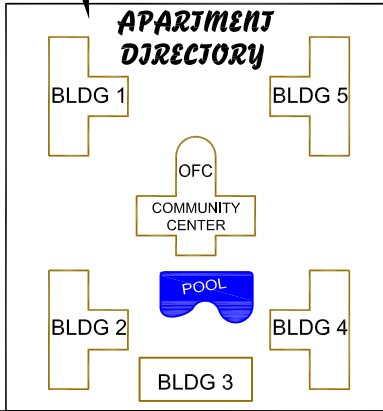 APARTMENT
DIRECTORY
BLDG 1
BLDG 5
OFC
COMMUNITY
CENTER
POOL
BLDG 2
BLDG 4
BLDG 3